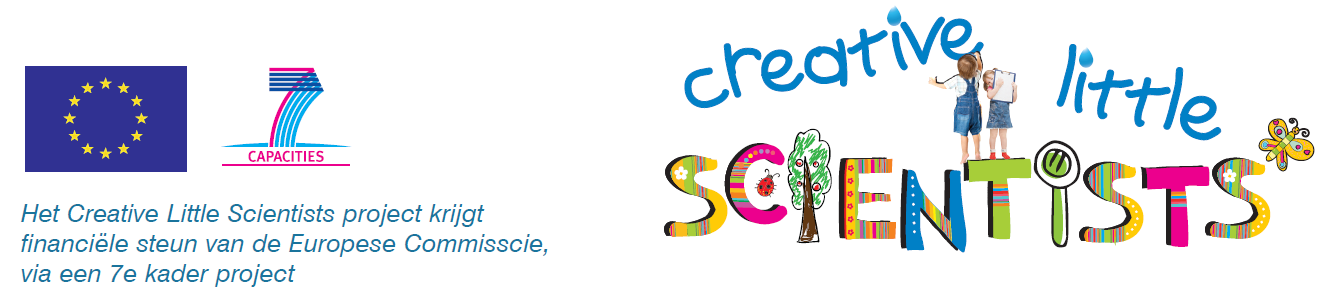 creative
little
SCIENTISTS
CAPACITIES
Het Creative Little Scientists project krijgt
financiële steun van de Europese Commisscie,
via een 7e kader project